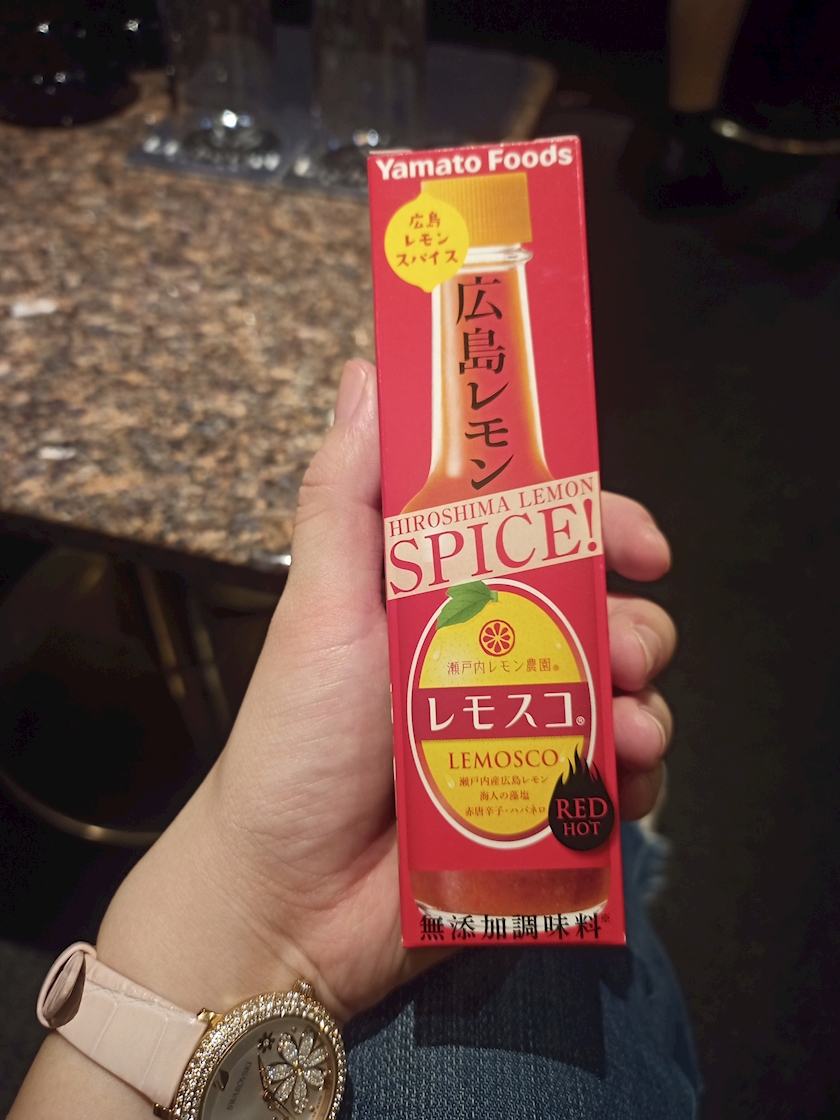 Yamato Foods
広島
レモン
スパイス
広島レモン
HIROSHIMA LEMON
SPICE!
瀬戸内レモン農園®
レモスコ®
LEMOSCO
瀬戸内産広島レモン
海人の藻塩
赤唐辛子・ハバネロ
RED
HOT
無添加調味料※
SWAROVSKI